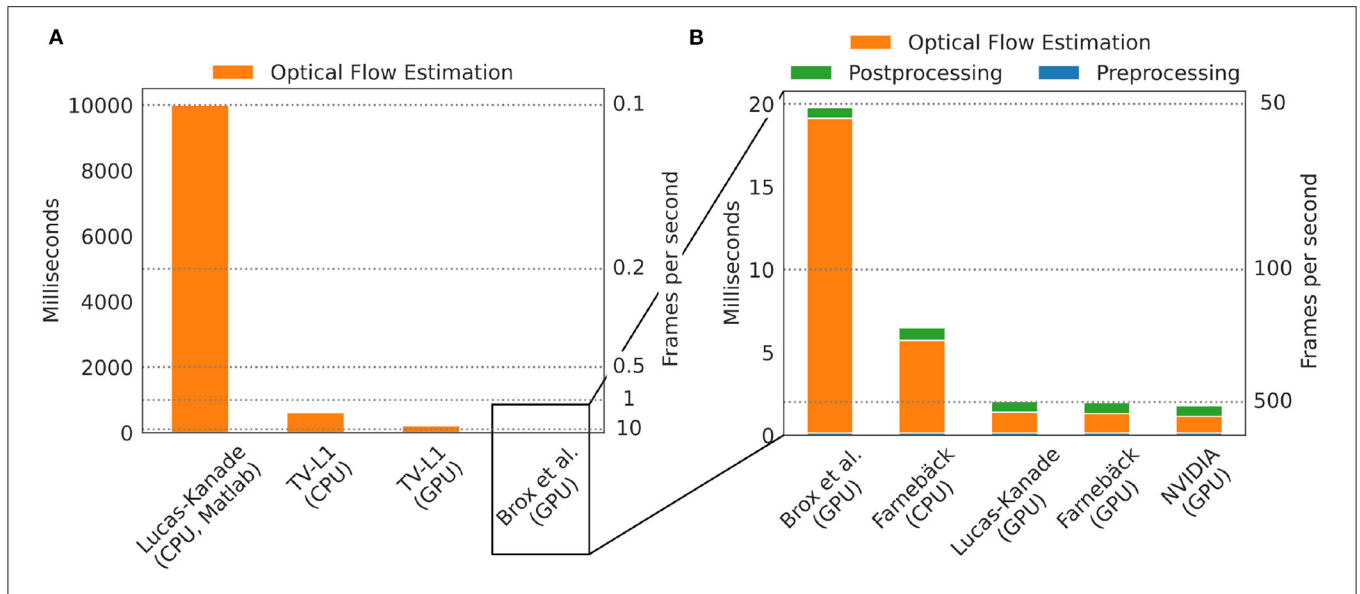 A
Optical Flow Estimation
10000
8000
6000
4000
2000
0
Milliseconds
0.1
0.2
0.5
1
10
Frames per second
Lucas-Kanade
(CPU, Matlab)
TV-L1
(CPU)
TV-L1
(GPU)
Brox et al.
(GPU)
B
Optical Flow Estimation
Postprocessing
Preprocessing
20
15
10
5
0
Milliseconds
50
100
500
Frames per second
Brox et al.
(GPU)
Farnebäck
(CPU)
Lucas-Kanade
(GPU)
Farnebäck
(GPU)
NVIDIA
(GPU)